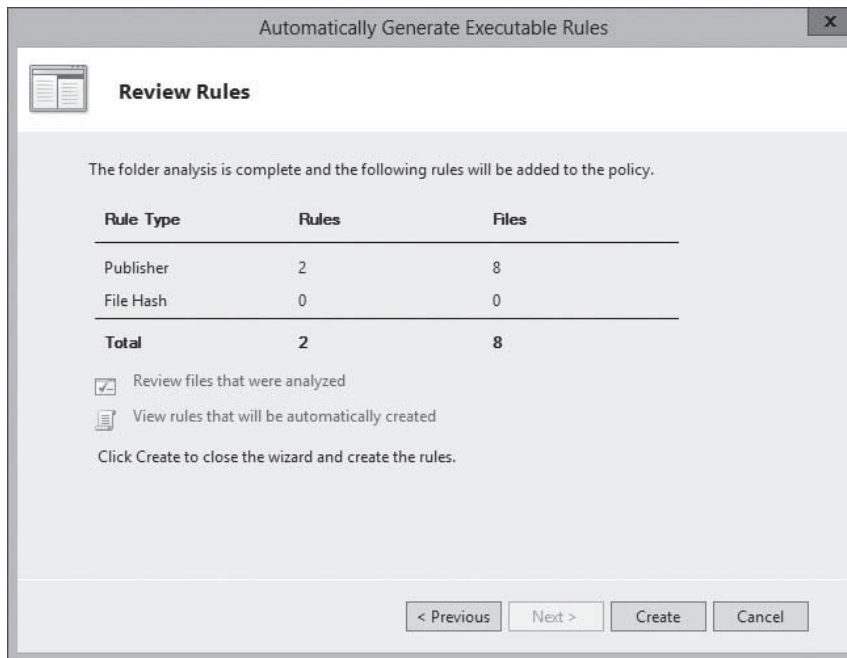 Automatically Generate Executable Rules
x
Review Rules
The folder analysis is complete and the following rules will be added to the policy.
Rule Type Rules Files
Publisher 2 8
File Hash 0 0
Total 2 8
Review files that were analyzed
View rules that will be automatically created
Click Create to close the wizard and create the rules.
< Previous Next > Create Cancel